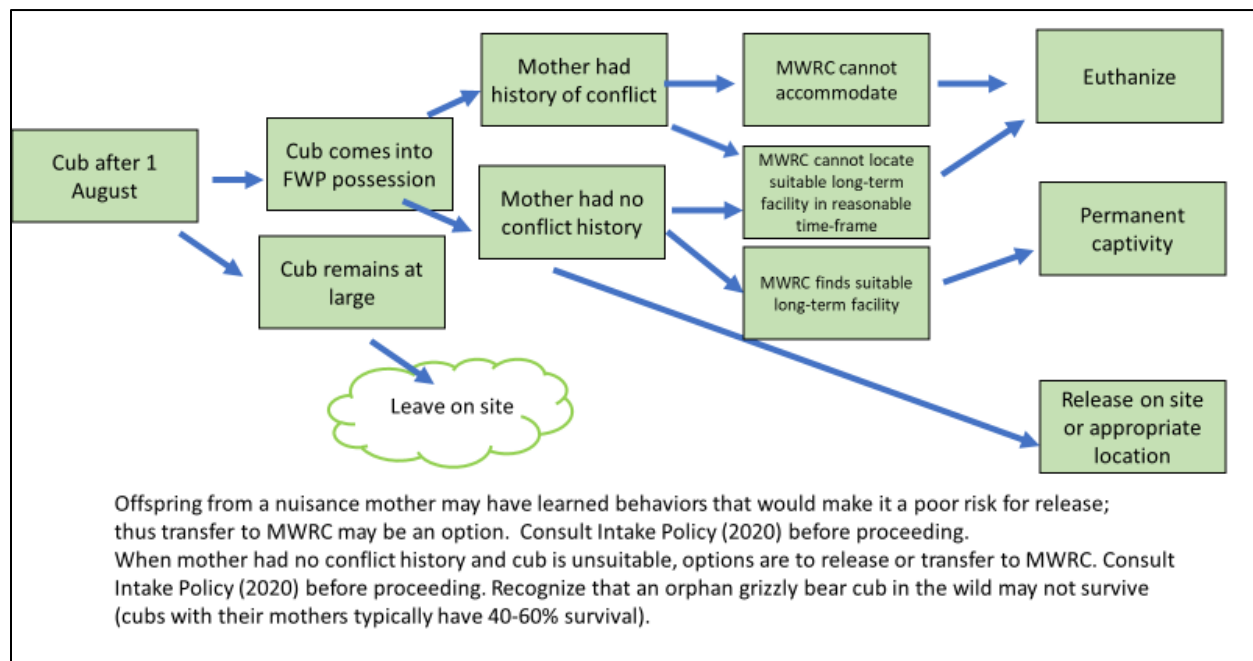 Mother had
history of conflict
MWRC cannot
accommodate
Euthanize
Cub after 1
August
Cub comes into
FWP possession
MWRC cannot locate
suitable long-term
facility in reasonable
time-frame
Mother had no
conflict history
Permanent
captivity
Cub remains at
large
MWRC finds suitable
long-term facility
Leave on site
Release on site
or appropriate
location
Offspring from a nuisance mother may have learned behaviors that would make it a poor risk for release;
thus transfer to MWRC may be an option.  Consult Intake Policy (2020) before proceeding.
When mother had no conflict history and cub is unsuitable, options are to release or transfer to MWRC. Consult
Intake Policy (2020) before proceeding. Recognize that an orphan grizzly bear cub in the wild may not survive
(cubs with their mothers typically have 40-60% survival).